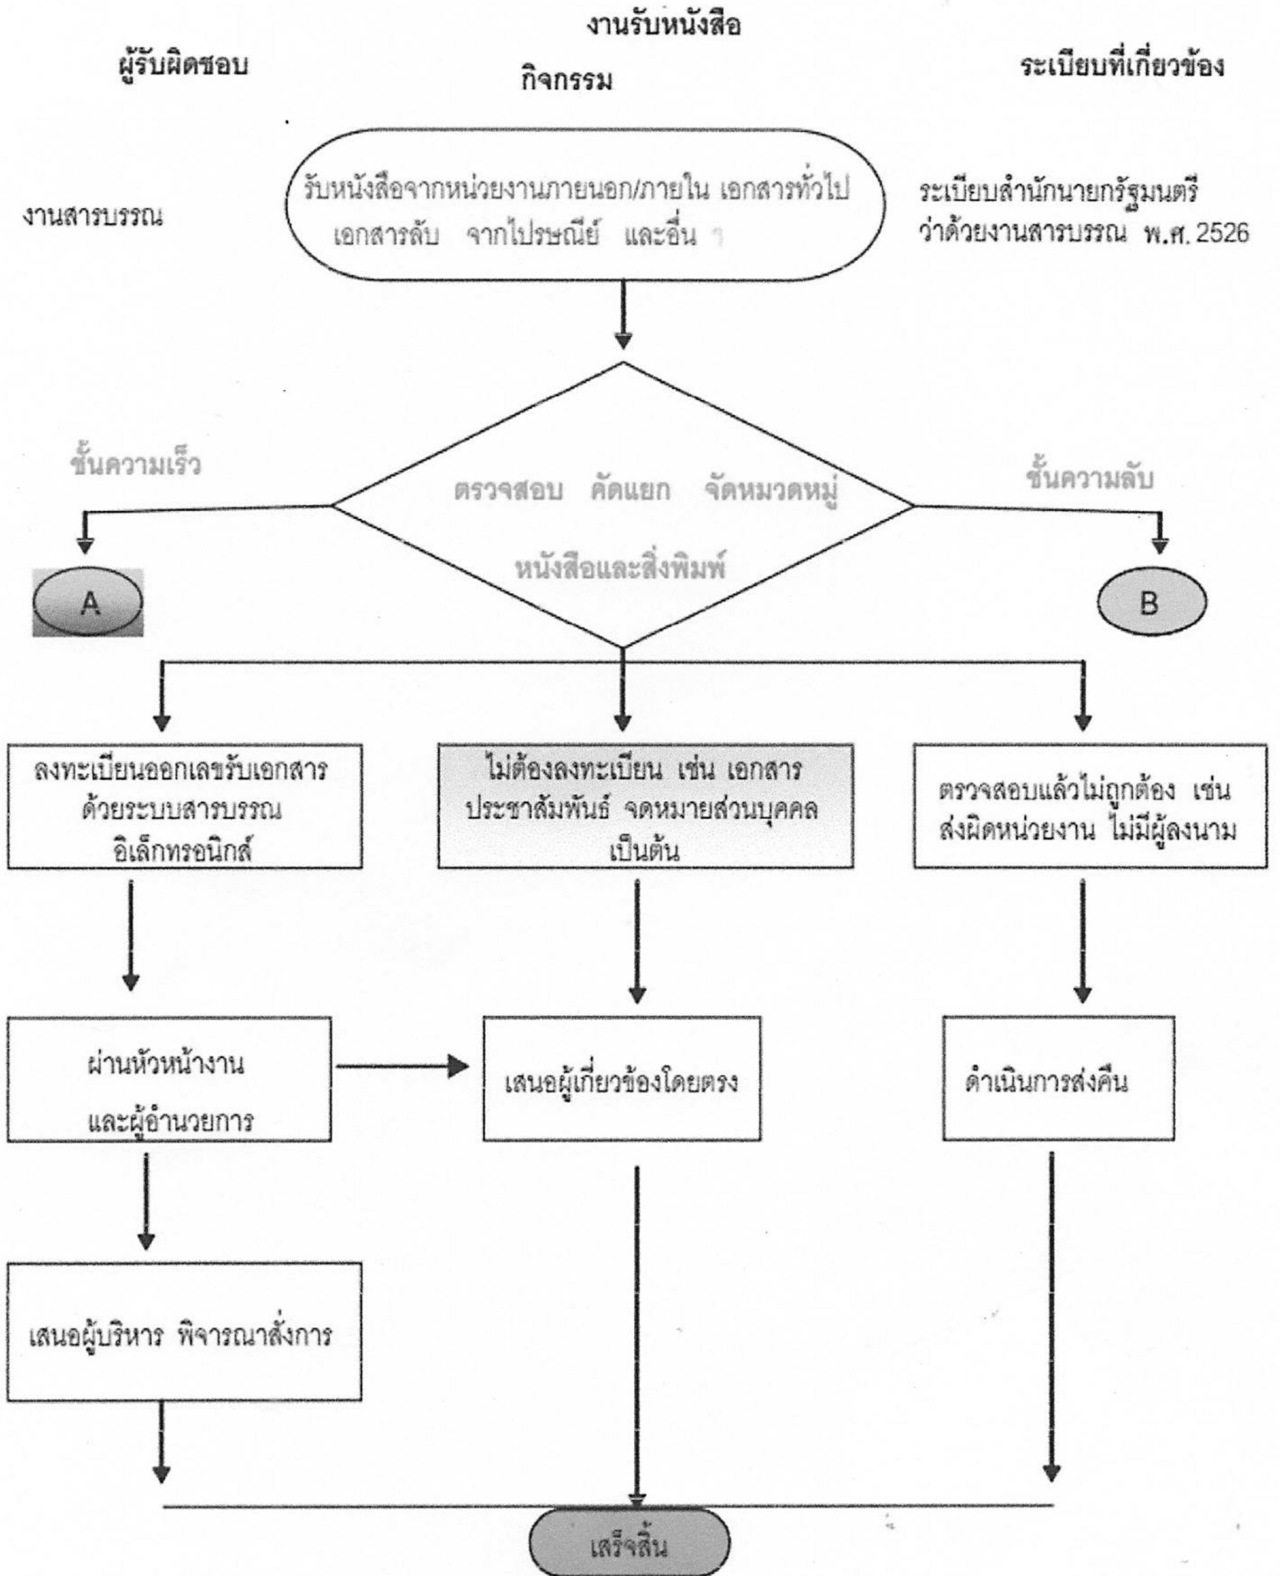 งานรับหนังสือ
ผู้รับผิดชอบ
กิจกรรม
ระเบียบที่เกี่ยวข้อง
งานสารบรรณ
รับหนังสือจากหน่วยงานภายนอก/ภายใน เอกสารทั่วไป
เอกสารลับ จากไปรษณีย์ และอื่น ๆ
ระเบียบสำนักนายกรัฐมนตรี
ว่าด้วยงานสารบรรณ พ.ศ. 2526
ชั้นความเร็ว
ตรวจสอบ คัดแยก จัดหมวดหมู่
หนังสือและสิ่งพิมพ์
ชั้นความลับ
A
B
ลงทะเบียนออกเลขรับเอกสาร
ด้วยระบบสารบรรณ
อิเล็กทรอนิกส์
ไม่ต้องลงทะเบียน เช่น เอกสาร
ประชาสัมพันธ์ จดหมายส่วนบุคคล
เป็นต้น
ตรวจสอบแล้วไม่ถูกต้อง เช่น
ส่งผิดหน่วยงาน ไม่มีผู้ลงนาม
ผ่านหัวหน้างาน
และผู้อำนวยการ
เสนอผู้เกี่ยวข้องโดยตรง
ดำเนินการส่งคืน
เสนอผู้บริหาร พิจารณาสั่งการ
เสร็จสิ้น